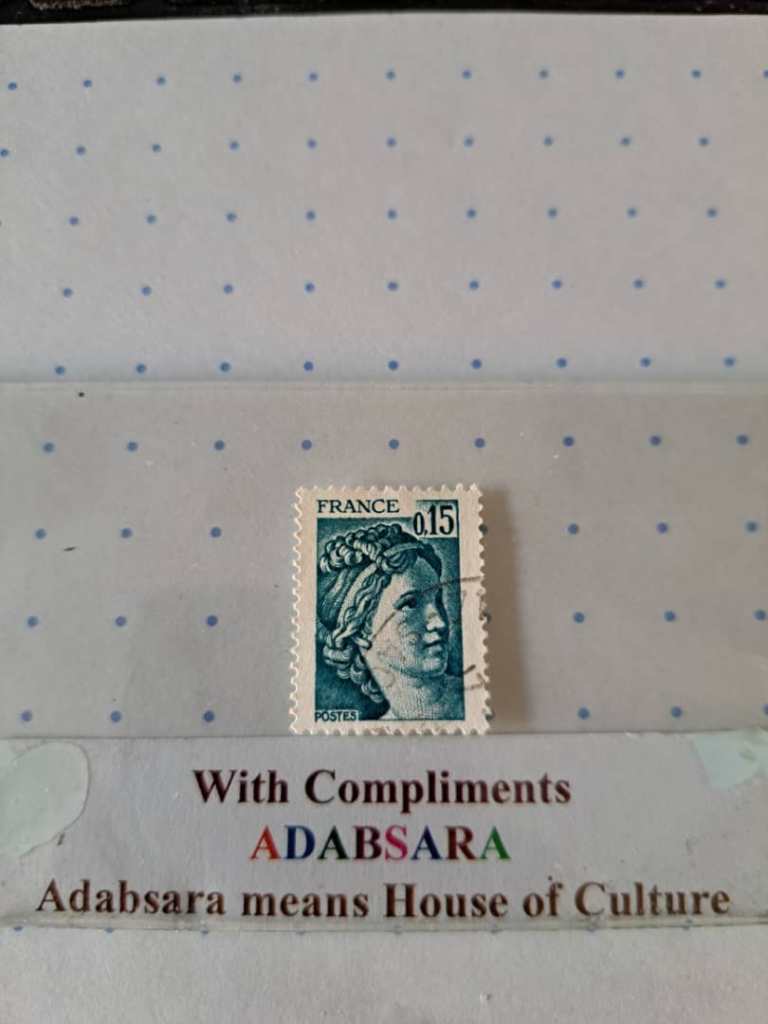 FRANCE
0,15
POSTES
With Compliments
ADABSARA
Adabsara means House of Culture